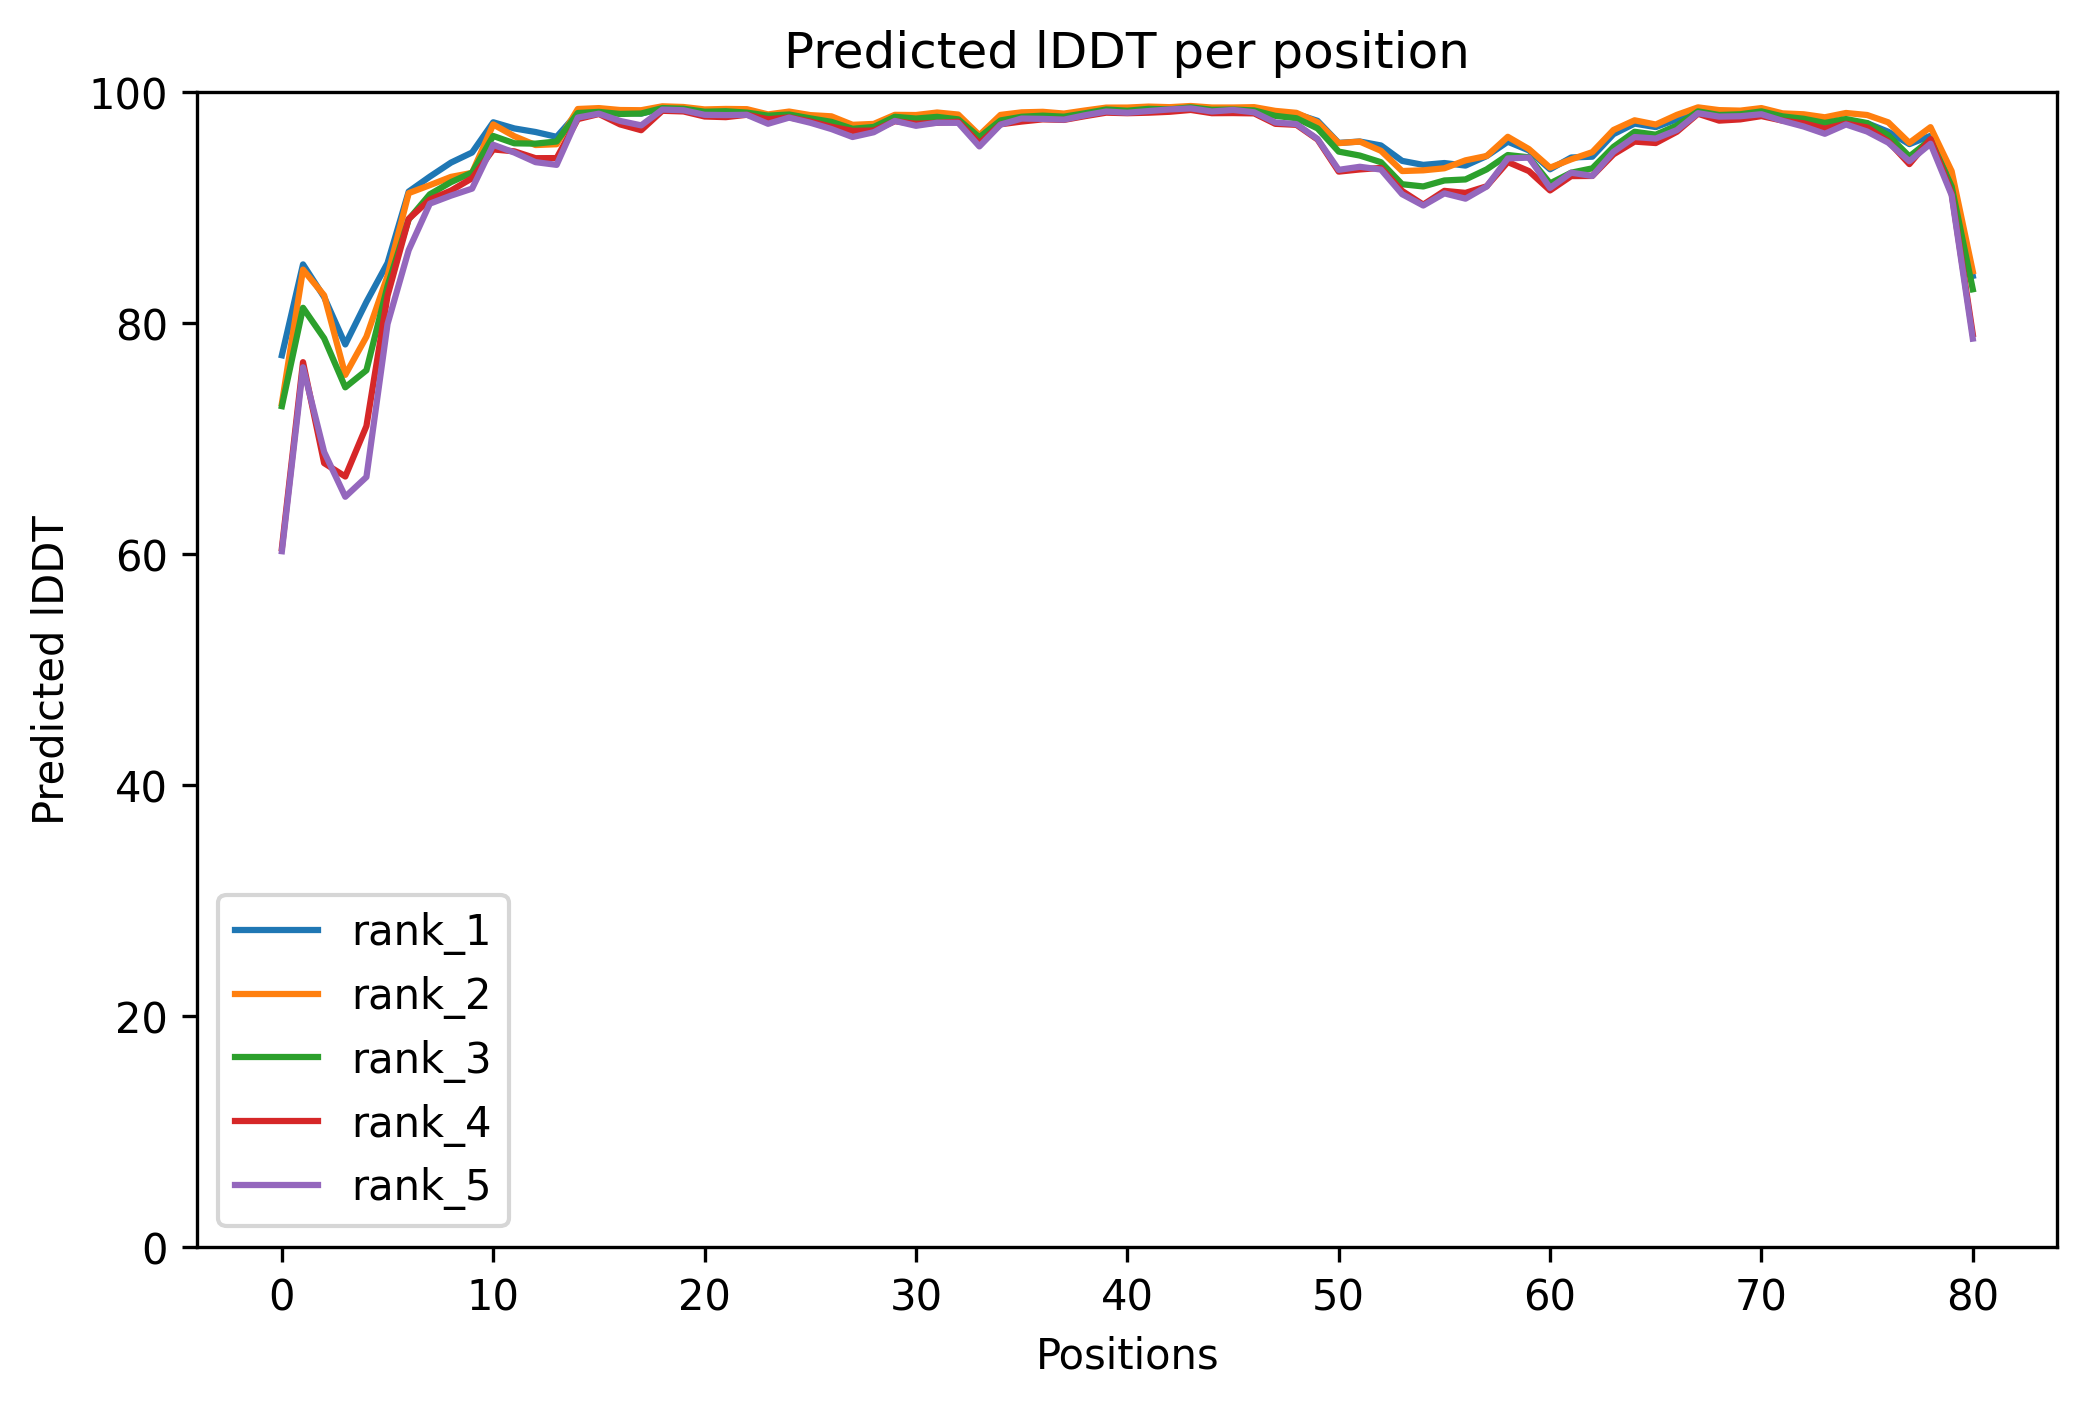 Predicted lDDT per position
Predicted lDDT
100
80
60
40
20
0
rank_1
rank_2
rank_3
rank_4
rank_5
0 10 20 30 40 50 60 70 80
Positions